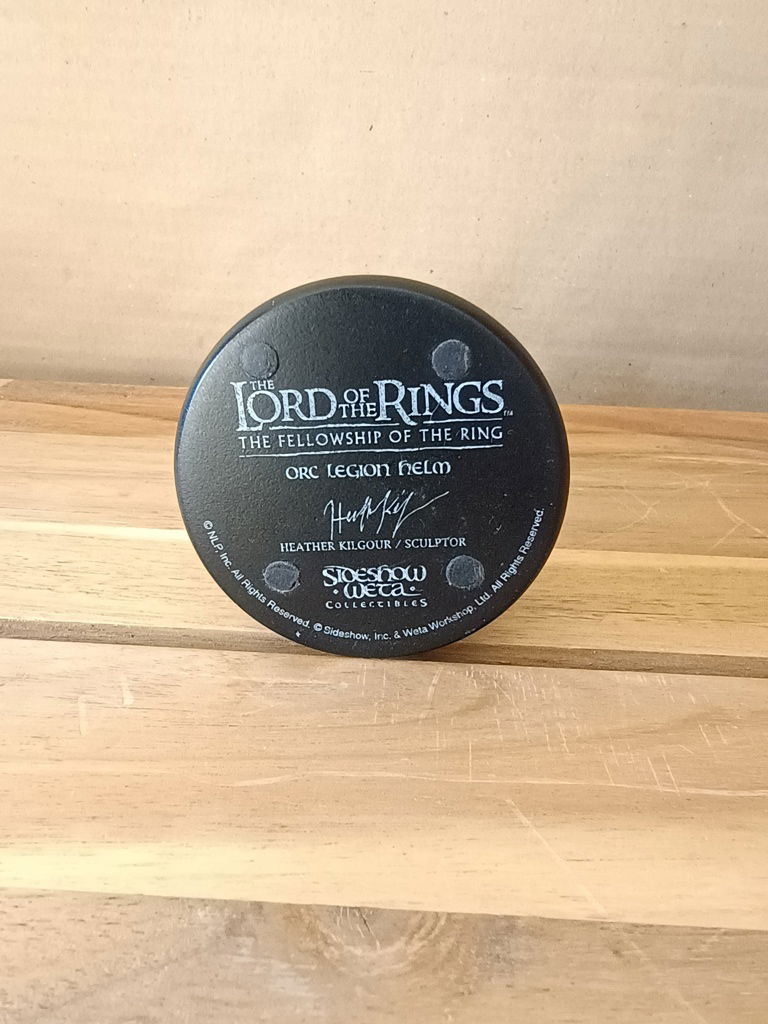 THE LORD OF THE RINGS™
THE FELLOWSHIP OF THE RING
ORC LEGION HELM
HEATHER KILGOUR / SCULPTOR
SIDESHOW
·WETA·
COLLECTIBLES
© NLP, Inc. All Rights Reserved. © Sideshow, Inc. & Weta Workshop, Ltd. All Rights Reserved.